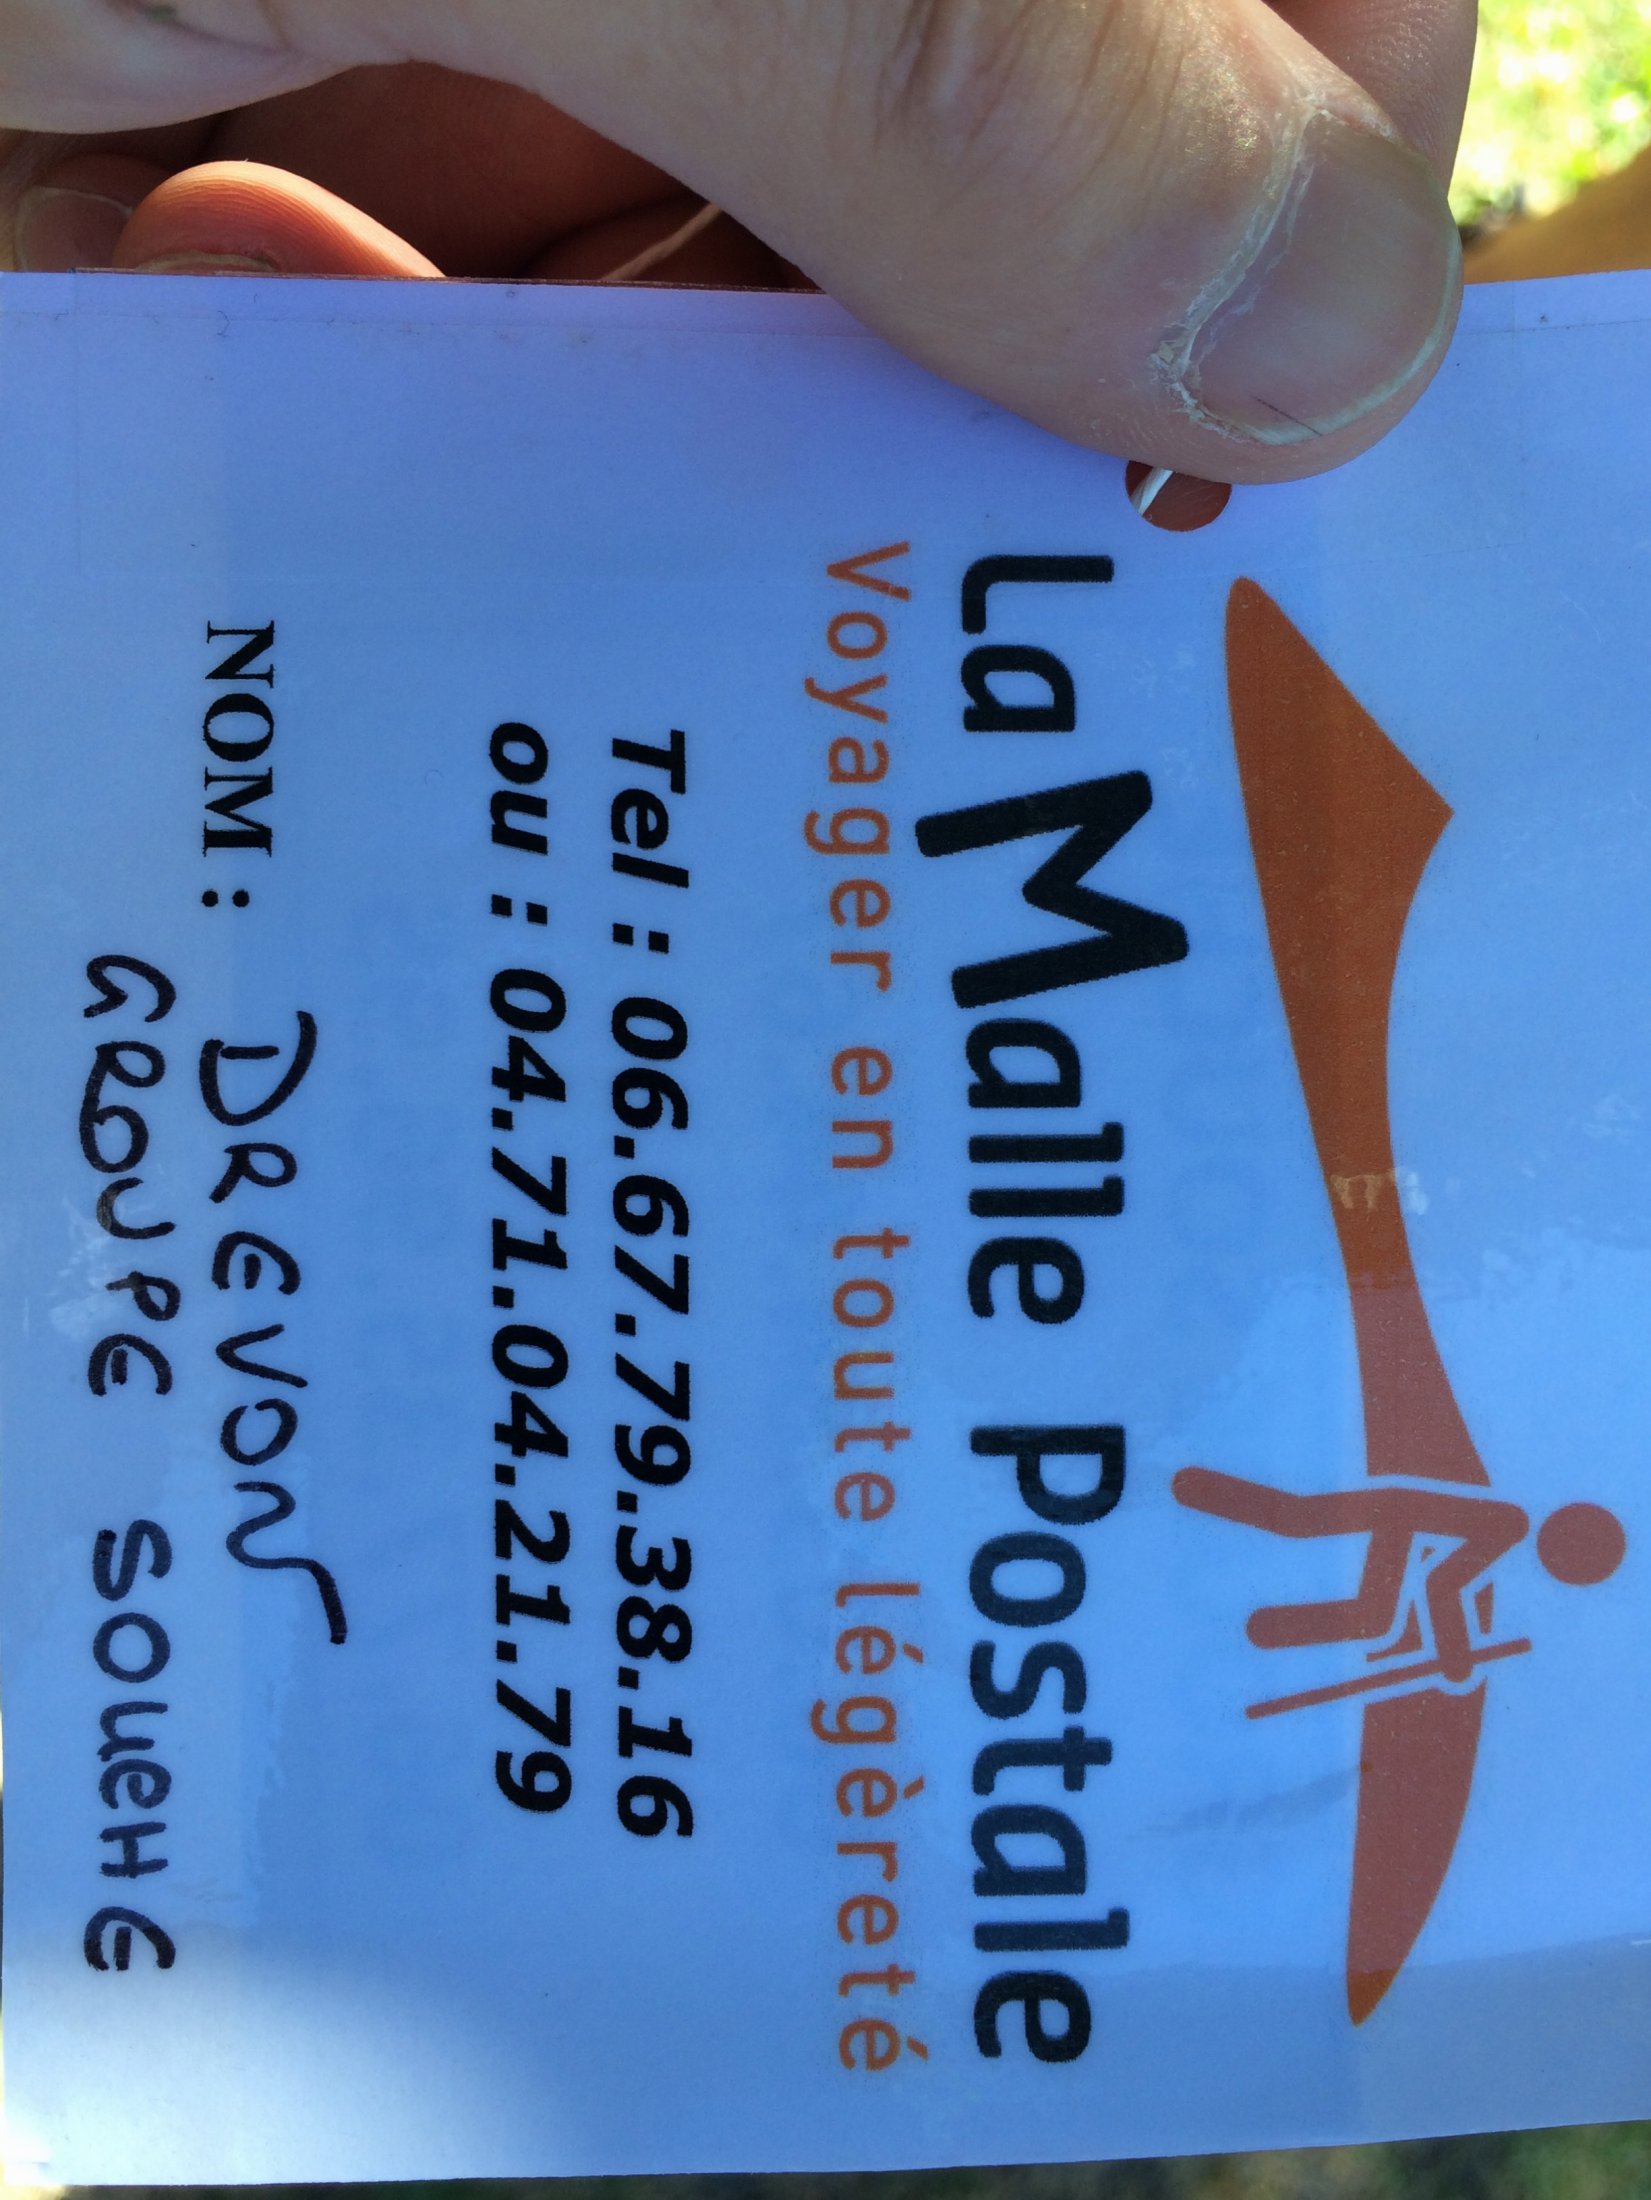 La Malle Postale
Voyager en toute légèreté
Tel : 06.67.79.38.16
ou : 04.71.04.21.79
NOM : DREVON
GROUPE SOUCHE